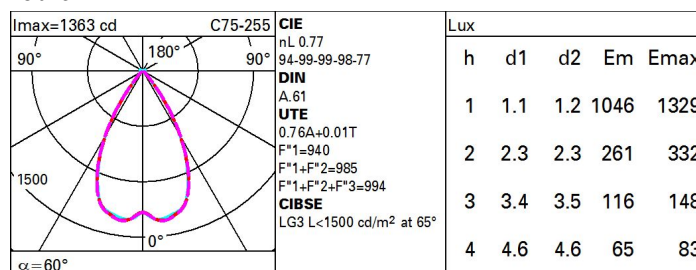 Imax=1363 cd C75-255
90° 180° 90°
1500
0°
α=60°
CIE
nL 0.77
94-99-99-98-77
DIN
A.61
UTE
0.76A+0.01T
F"1=940
F"1+F"2=985
F"1+F"2+F"3=994
CIBSE
LG3 L<1500 cd/m² at 65°
Lux
h d1 d2 Em Emax
1 1.1 1.2 1046 1329
2 2.3 2.3 261 332
3 3.4 3.5 116 148
4 4.6 4.6 65 83